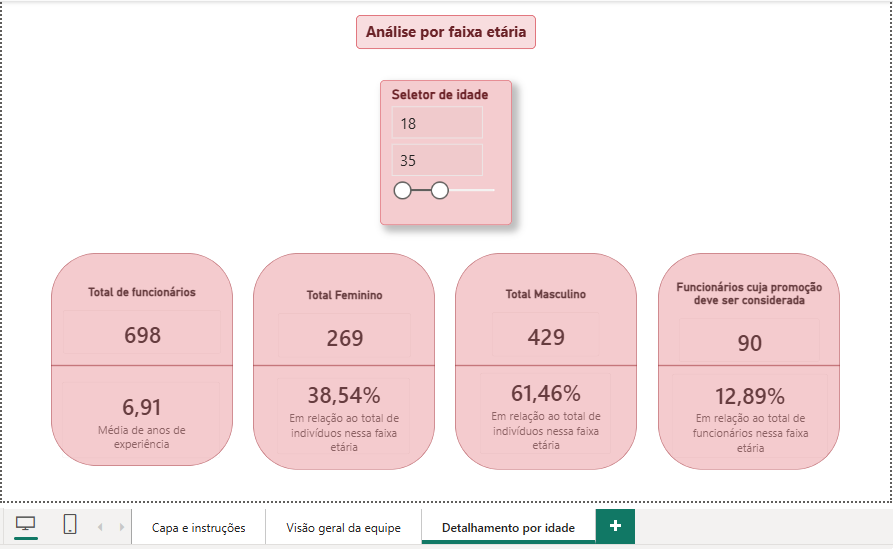 Análise por faixa etária
Seletor de idade
18
35
Total de funcionários
698
6,91
Média de anos de
experiência
Total Feminino
269
38,54%
Em relação ao total de
indivíduos nessa faixa
etária
Total Masculino
429
61,46%
Em relação ao total de
indivíduos nessa faixa
etária
Funcionários cuja promoção
deve ser considerada
90
12,89%
Em relação ao total de
funcionários nessa faixa
etária
Capa e instruções
Visão geral da equipe
Detalhamento por idade
+